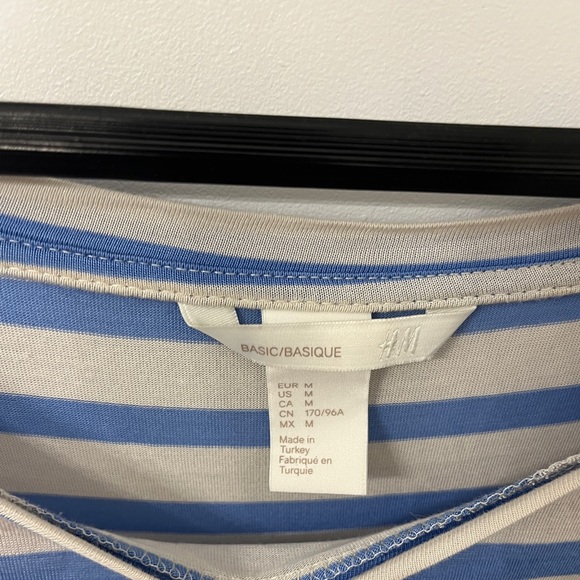 BASIC/BASIQUE
H&M
EUR M
US M
CA M
CN 170/96A
MX M
Made in
Turkey
Fabriqué en
Turquie